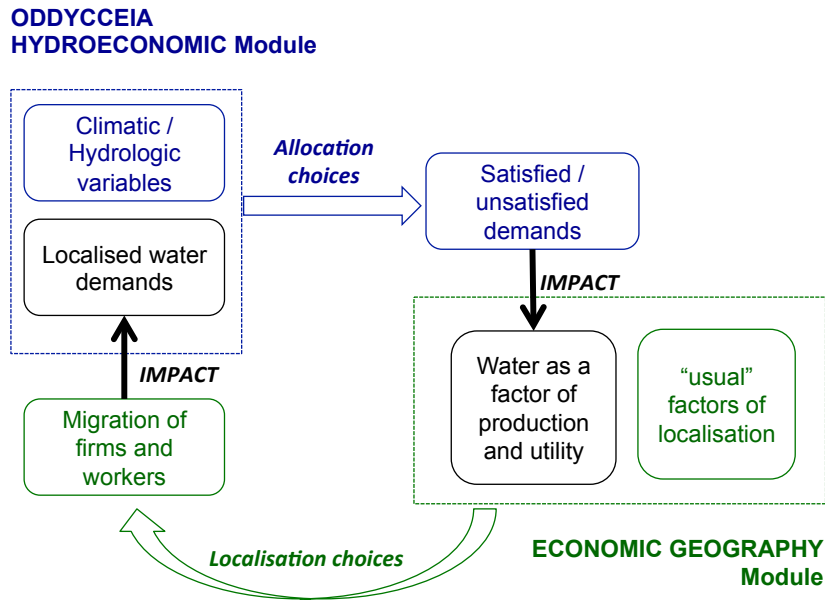 ODDYCCEIA
HYDROECONOMIC Module
Climatic /
Hydrologic
variables
Allocation
choices
Satisfied /
unsatisfied
demands
Localised water
demands
IMPACT
IMPACT
Water as a
factor of
production
and utility
“usual”
factors of
localisation
Migration of
firms and
workers
Localisation choices
ECONOMIC GEOGRAPHY
Module